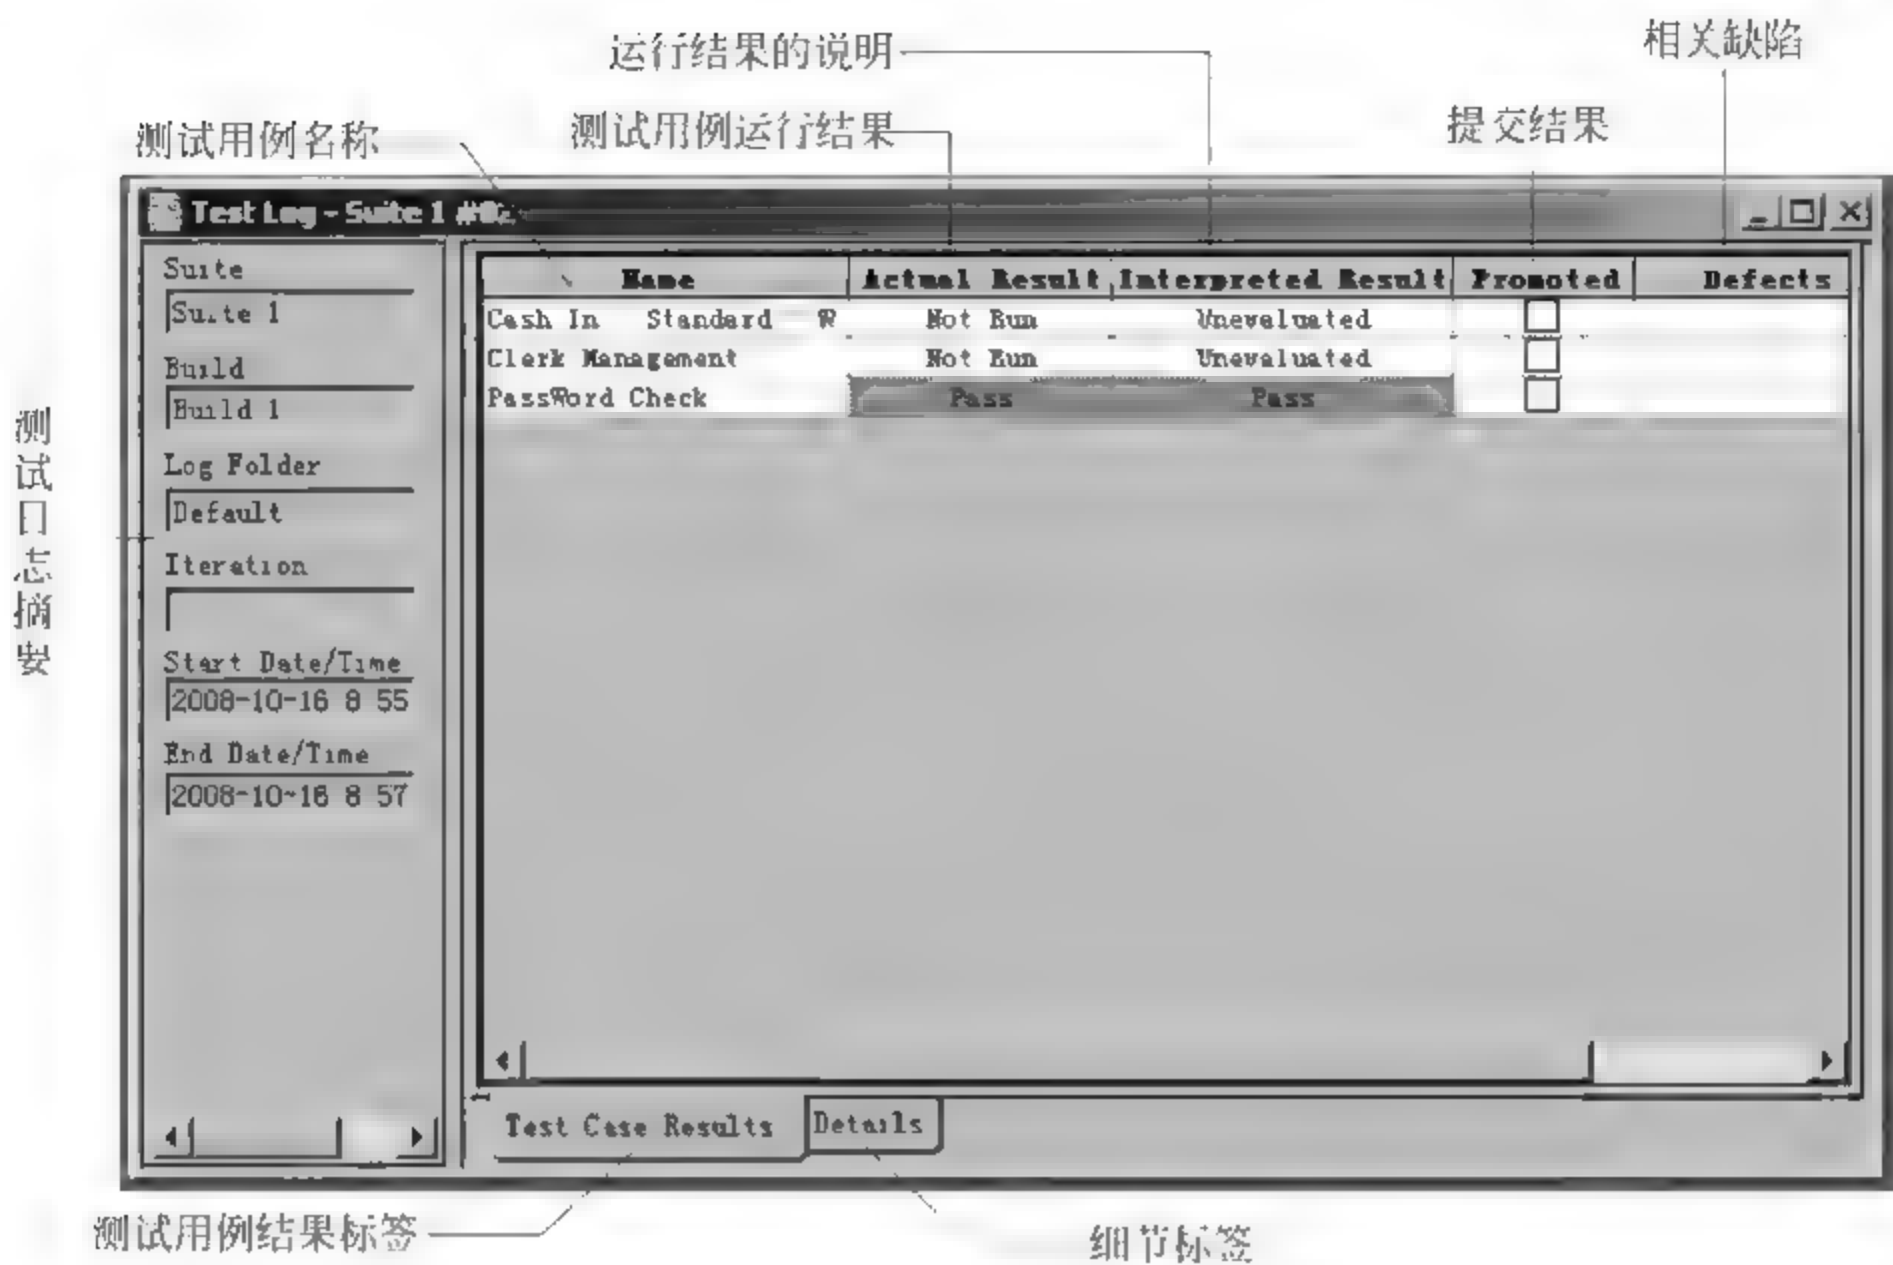 运行结果的说明
相关缺陷
测试用例名称
测试用例运行结果
提交结果
Test Log - Suite 1
Suite
Suite 1
Build
Build 1
Log Folder
Default
Iteration
Start Date/Time
2008-10-16 8 55
End Date/Time
2008-10-16 8 57
Name Actual Result Interpreted Result Promoted Defects
Cash In Standard R Not Run Unevaluated
Clerk Management Not Run Unevaluated
PassWord Check Pass Pass
Test Case Results Details
测试日志摘要
测试用例结果标签
细节标签